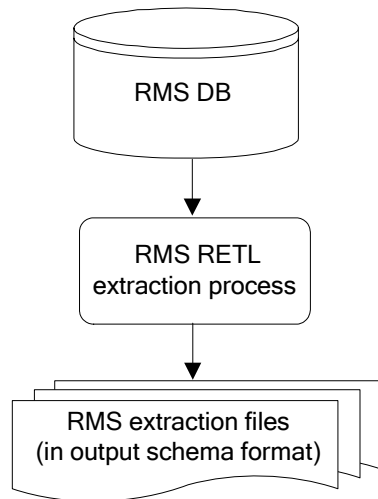 RMS DB
RMS RETL
extraction process
RMS extraction files
(in output schema format)